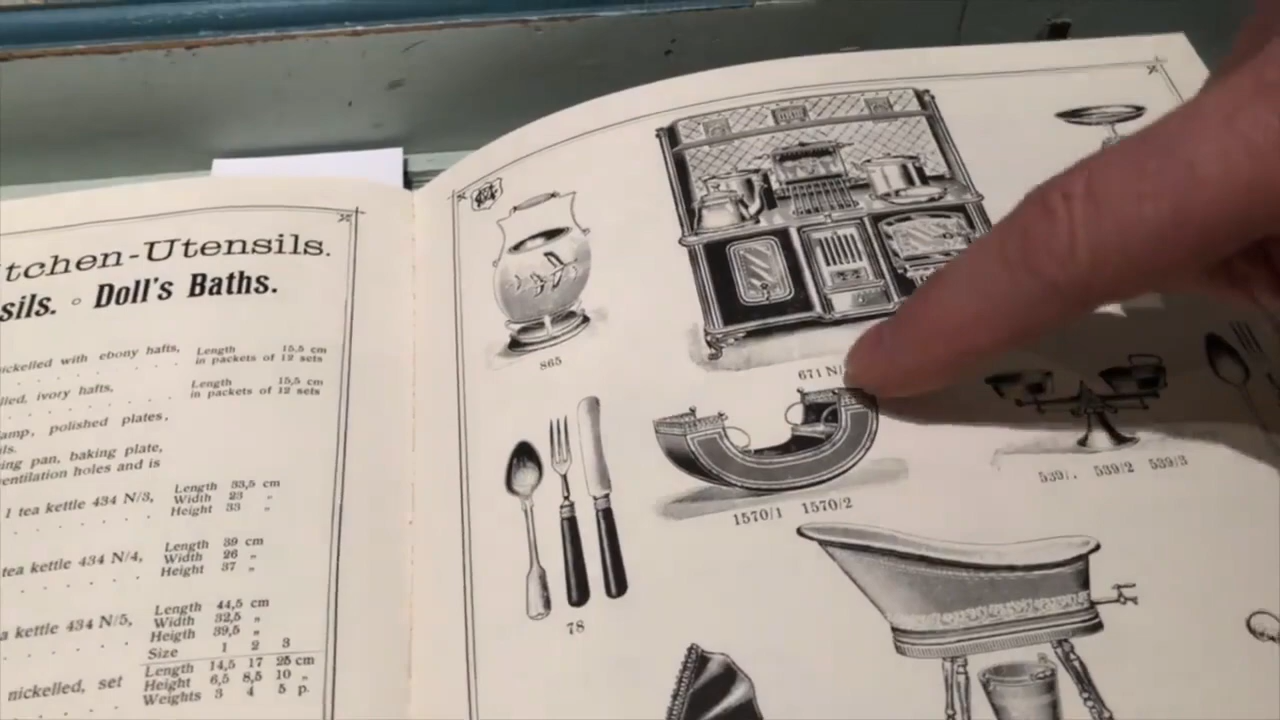 tchen-Utensils.
sils. ○ Doll's Baths.
nickelled with ebony hafts, Length 15,5 cm
in packets of 12 sets
lled, ivory hafts, Length 15,5 cm
in packets of 12 sets
amp, polished plates,
ils.
ing pan, baking plate,
ventilation holes and is
1 tea kettle 434 N/3, Length 33,5 cm
Width 23 "
Height 33 "
tea kettle 434 N/4, Length 39 cm
Width 26 "
Height 37 "
a kettle 434 N/5, Length 44,5 cm
Width 32,5 "
Heigth 39,5 "
Size 1 2 3
Length 14,5 17 25 cm
nickelled, set Height 6,5 8,5 10 "
Weights 3 4 5 p.
865
671 N/
539/. 539/2 539/3
1570/1 1570/2
78